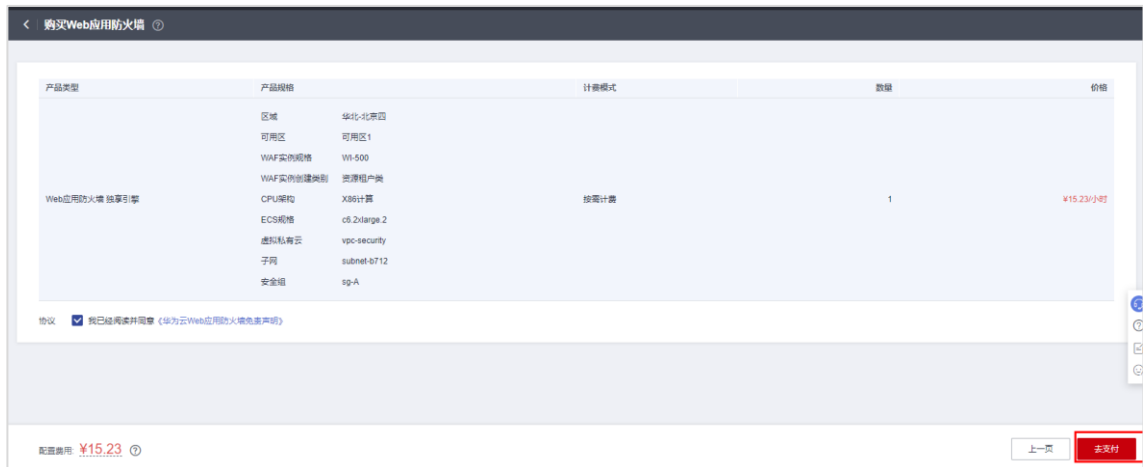 购买Web应用防火墙
产品类型 产品规格 计费模式 数量 价格
区域 华北-北京四
可用区 可用区1
WAF实例规格 WI-500
WAF实例创建类别 资源租户类
Web应用防火墙 独享引擎 CPU架构 X86计算 按需计费 1 ¥15.23/小时
ECS规格 c6.2xlarge.2
虚拟私有云 vpc-security
子网 subnet-b712
安全组 sg-A
协议 我已经阅读并同意《华为云Web应用防火墙免责声明》
配置费用: ¥15.23 上一页 去支付